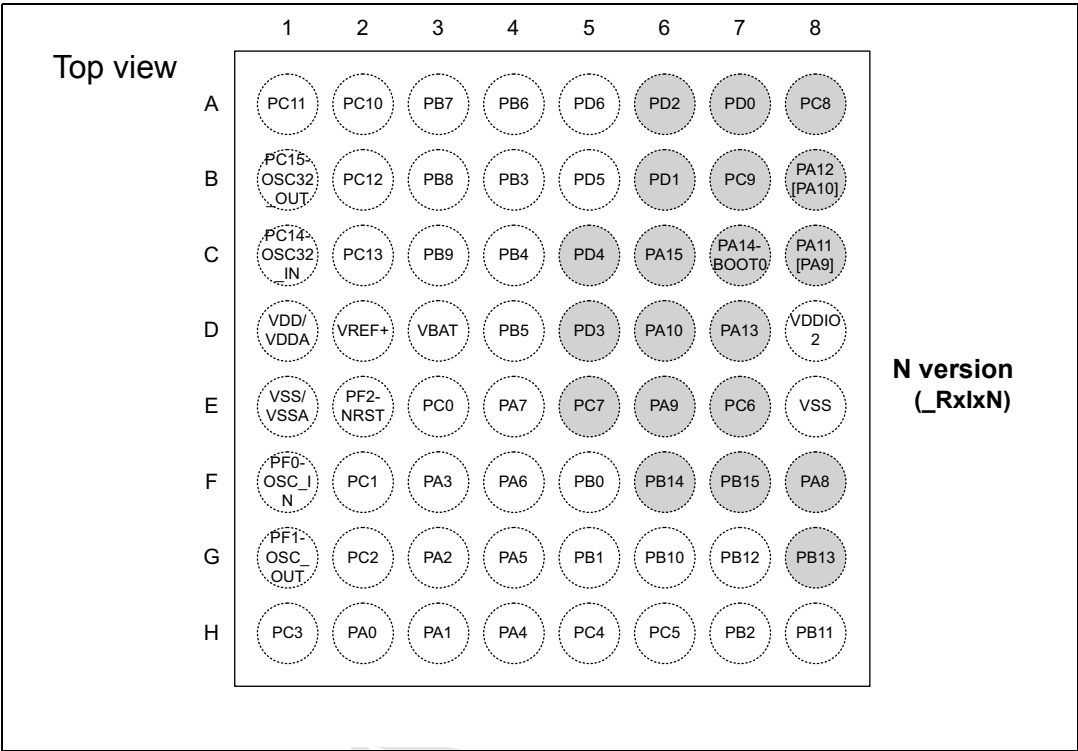 1 2 3 4 5 6 7 8
Top view
A PC11 PC10 PB7 PB6 PD6 PD2 PD0 PC8
B PC15-OSC32_OUT PC12 PB8 PB3 PD5 PD1 PC9 PA12 [PA10]
C PC14-OSC32_IN PC13 PB9 PB4 PD4 PA15 PA14-BOOT0 PA11 [PA9]
D VDD/VDDA VREF+ VBAT PB5 PD3 PA10 PA13 VDDIO2
E VSS/VSSA PF2-NRST PC0 PA7 PC7 PA9 PC6 VSS
F PF0-OSC_IN PC1 PA3 PA6 PB0 PB14 PB15 PA8
G PF1-OSC_OUT PC2 PA2 PA5 PB1 PB10 PB12 PB13
H PC3 PA0 PA1 PA4 PC4 PC5 PB2 PB11
N version
(_RxIxN)